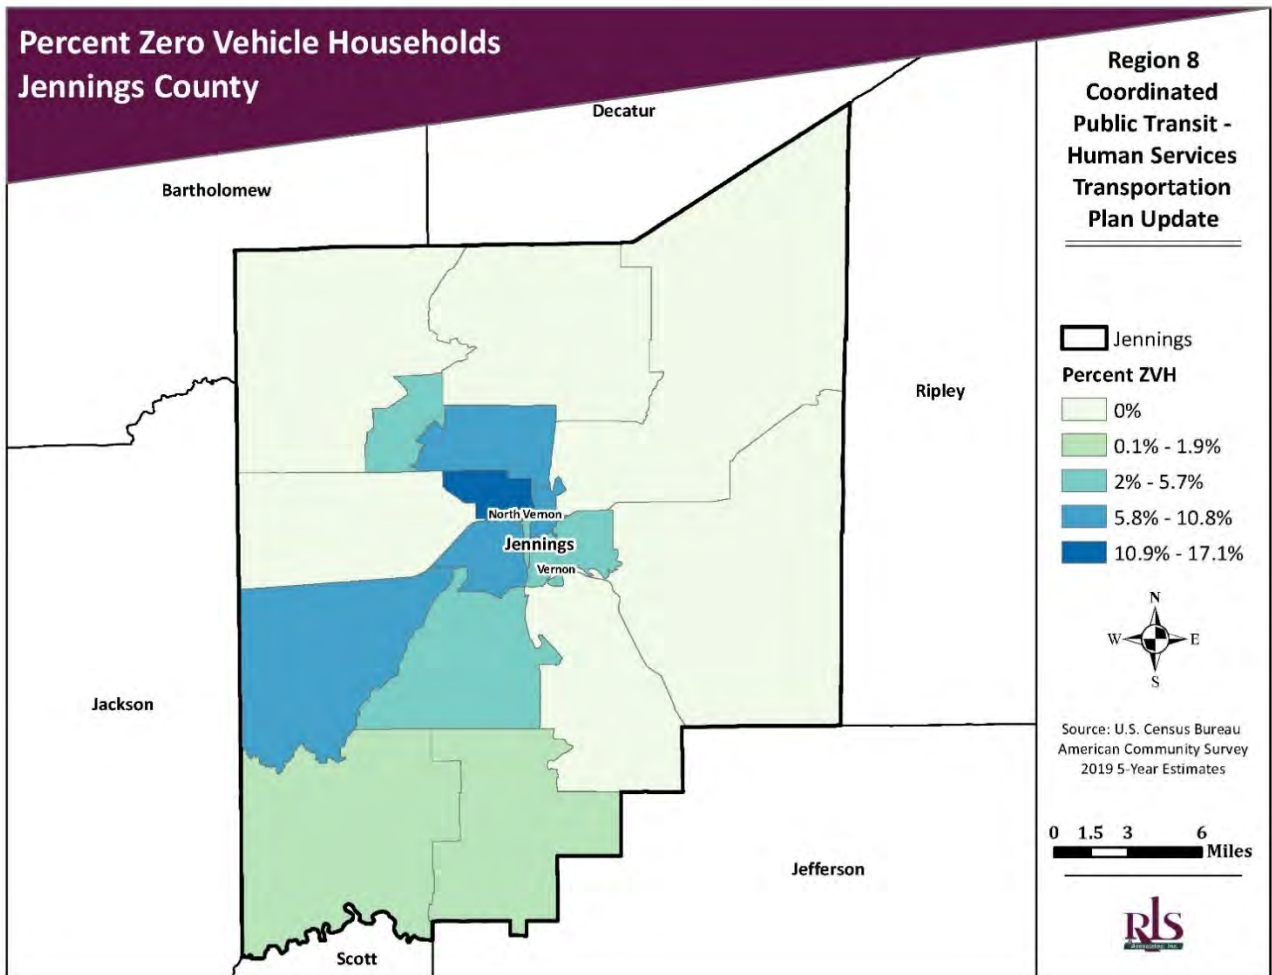 Percent Zero Vehicle Households
Jennings County
Region 8
Coordinated
Public Transit -
Human Services
Transportation
Plan Update
Decatur
Bartholomew
Ripley
North Vernon
Jennings
Vernon
Jackson
Jefferson
Scott
Jennings
Percent ZVH
0%
0.1% - 1.9%
2% - 5.7%
5.8% - 10.8%
10.9% - 17.1%
N
W E
S
Source: U.S. Census Bureau
American Community Survey
2019 5-Year Estimates
0 1.5 3 6
Miles
RLS
& Associates, Inc.